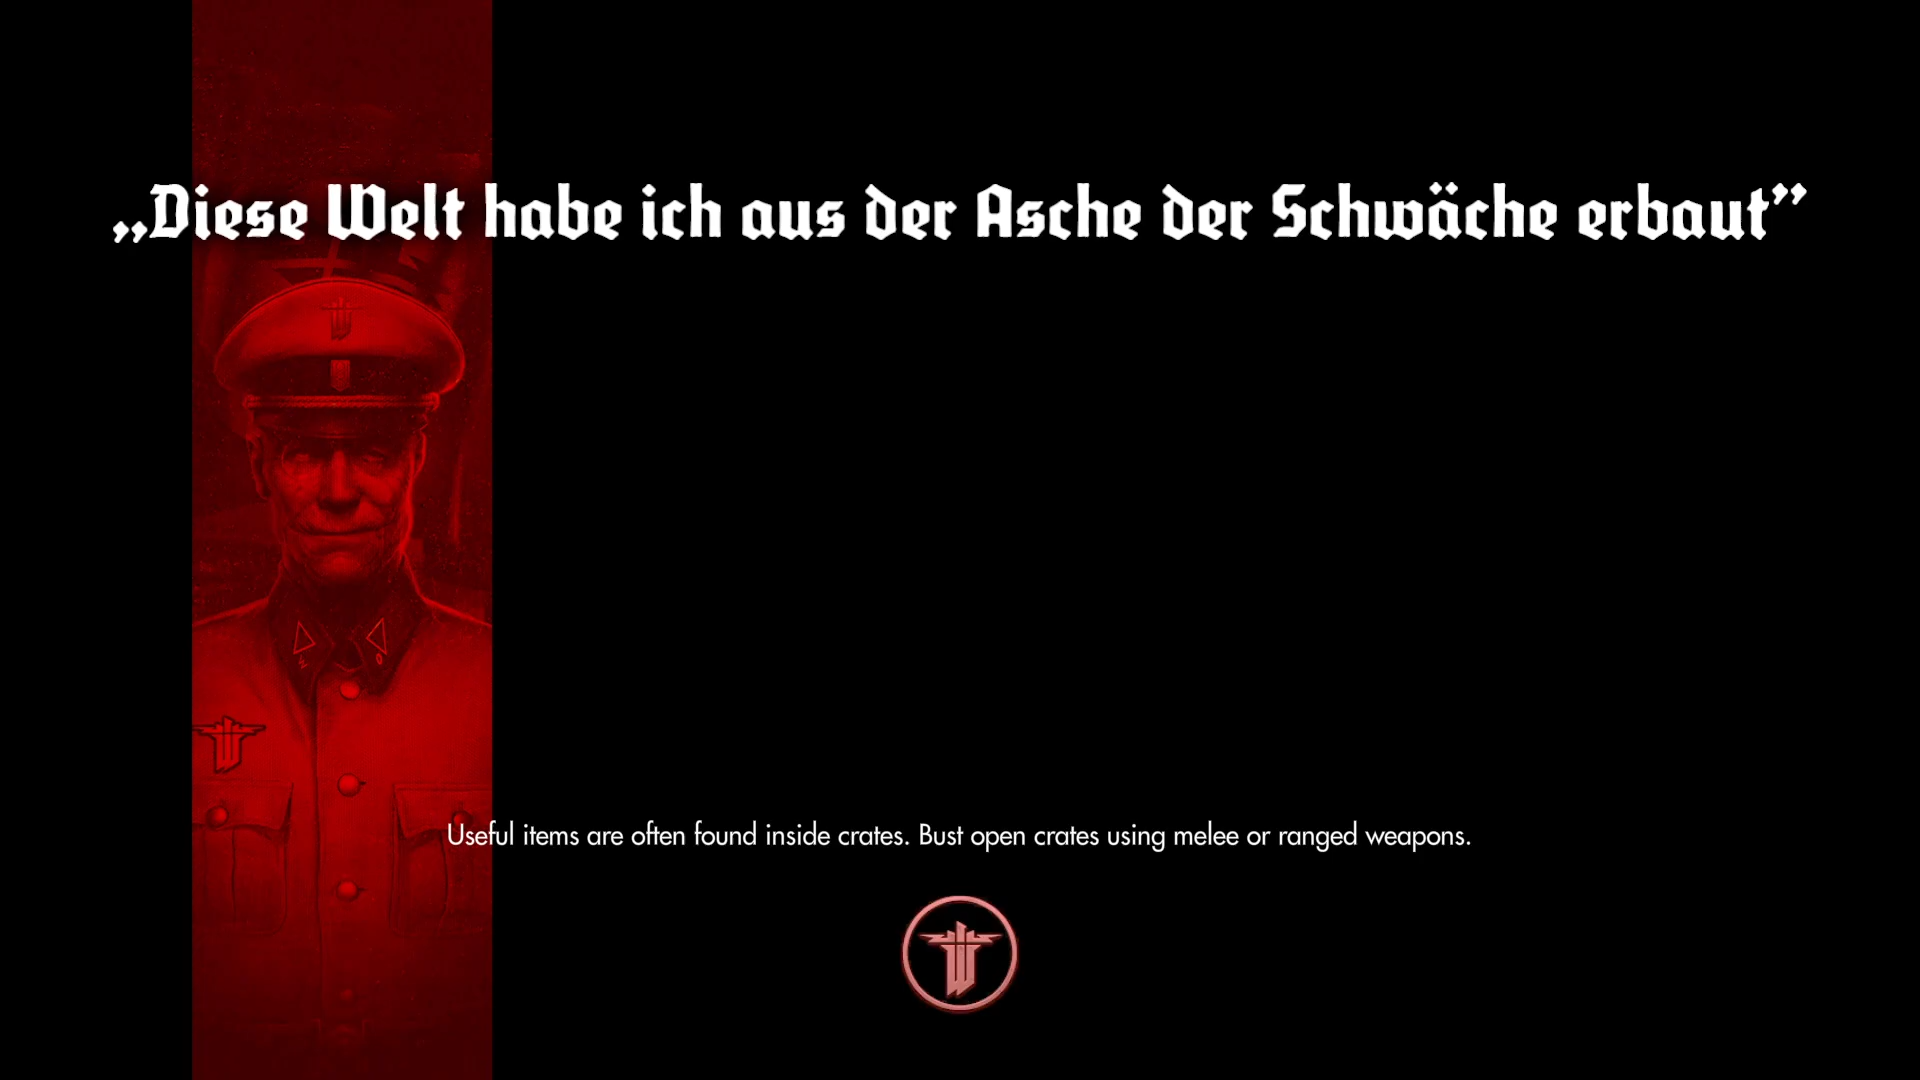 „Diese Welt habe ich aus der Asche der Schwäche erbaut”
Useful items are often found inside crates. Bust open crates using melee or ranged weapons.